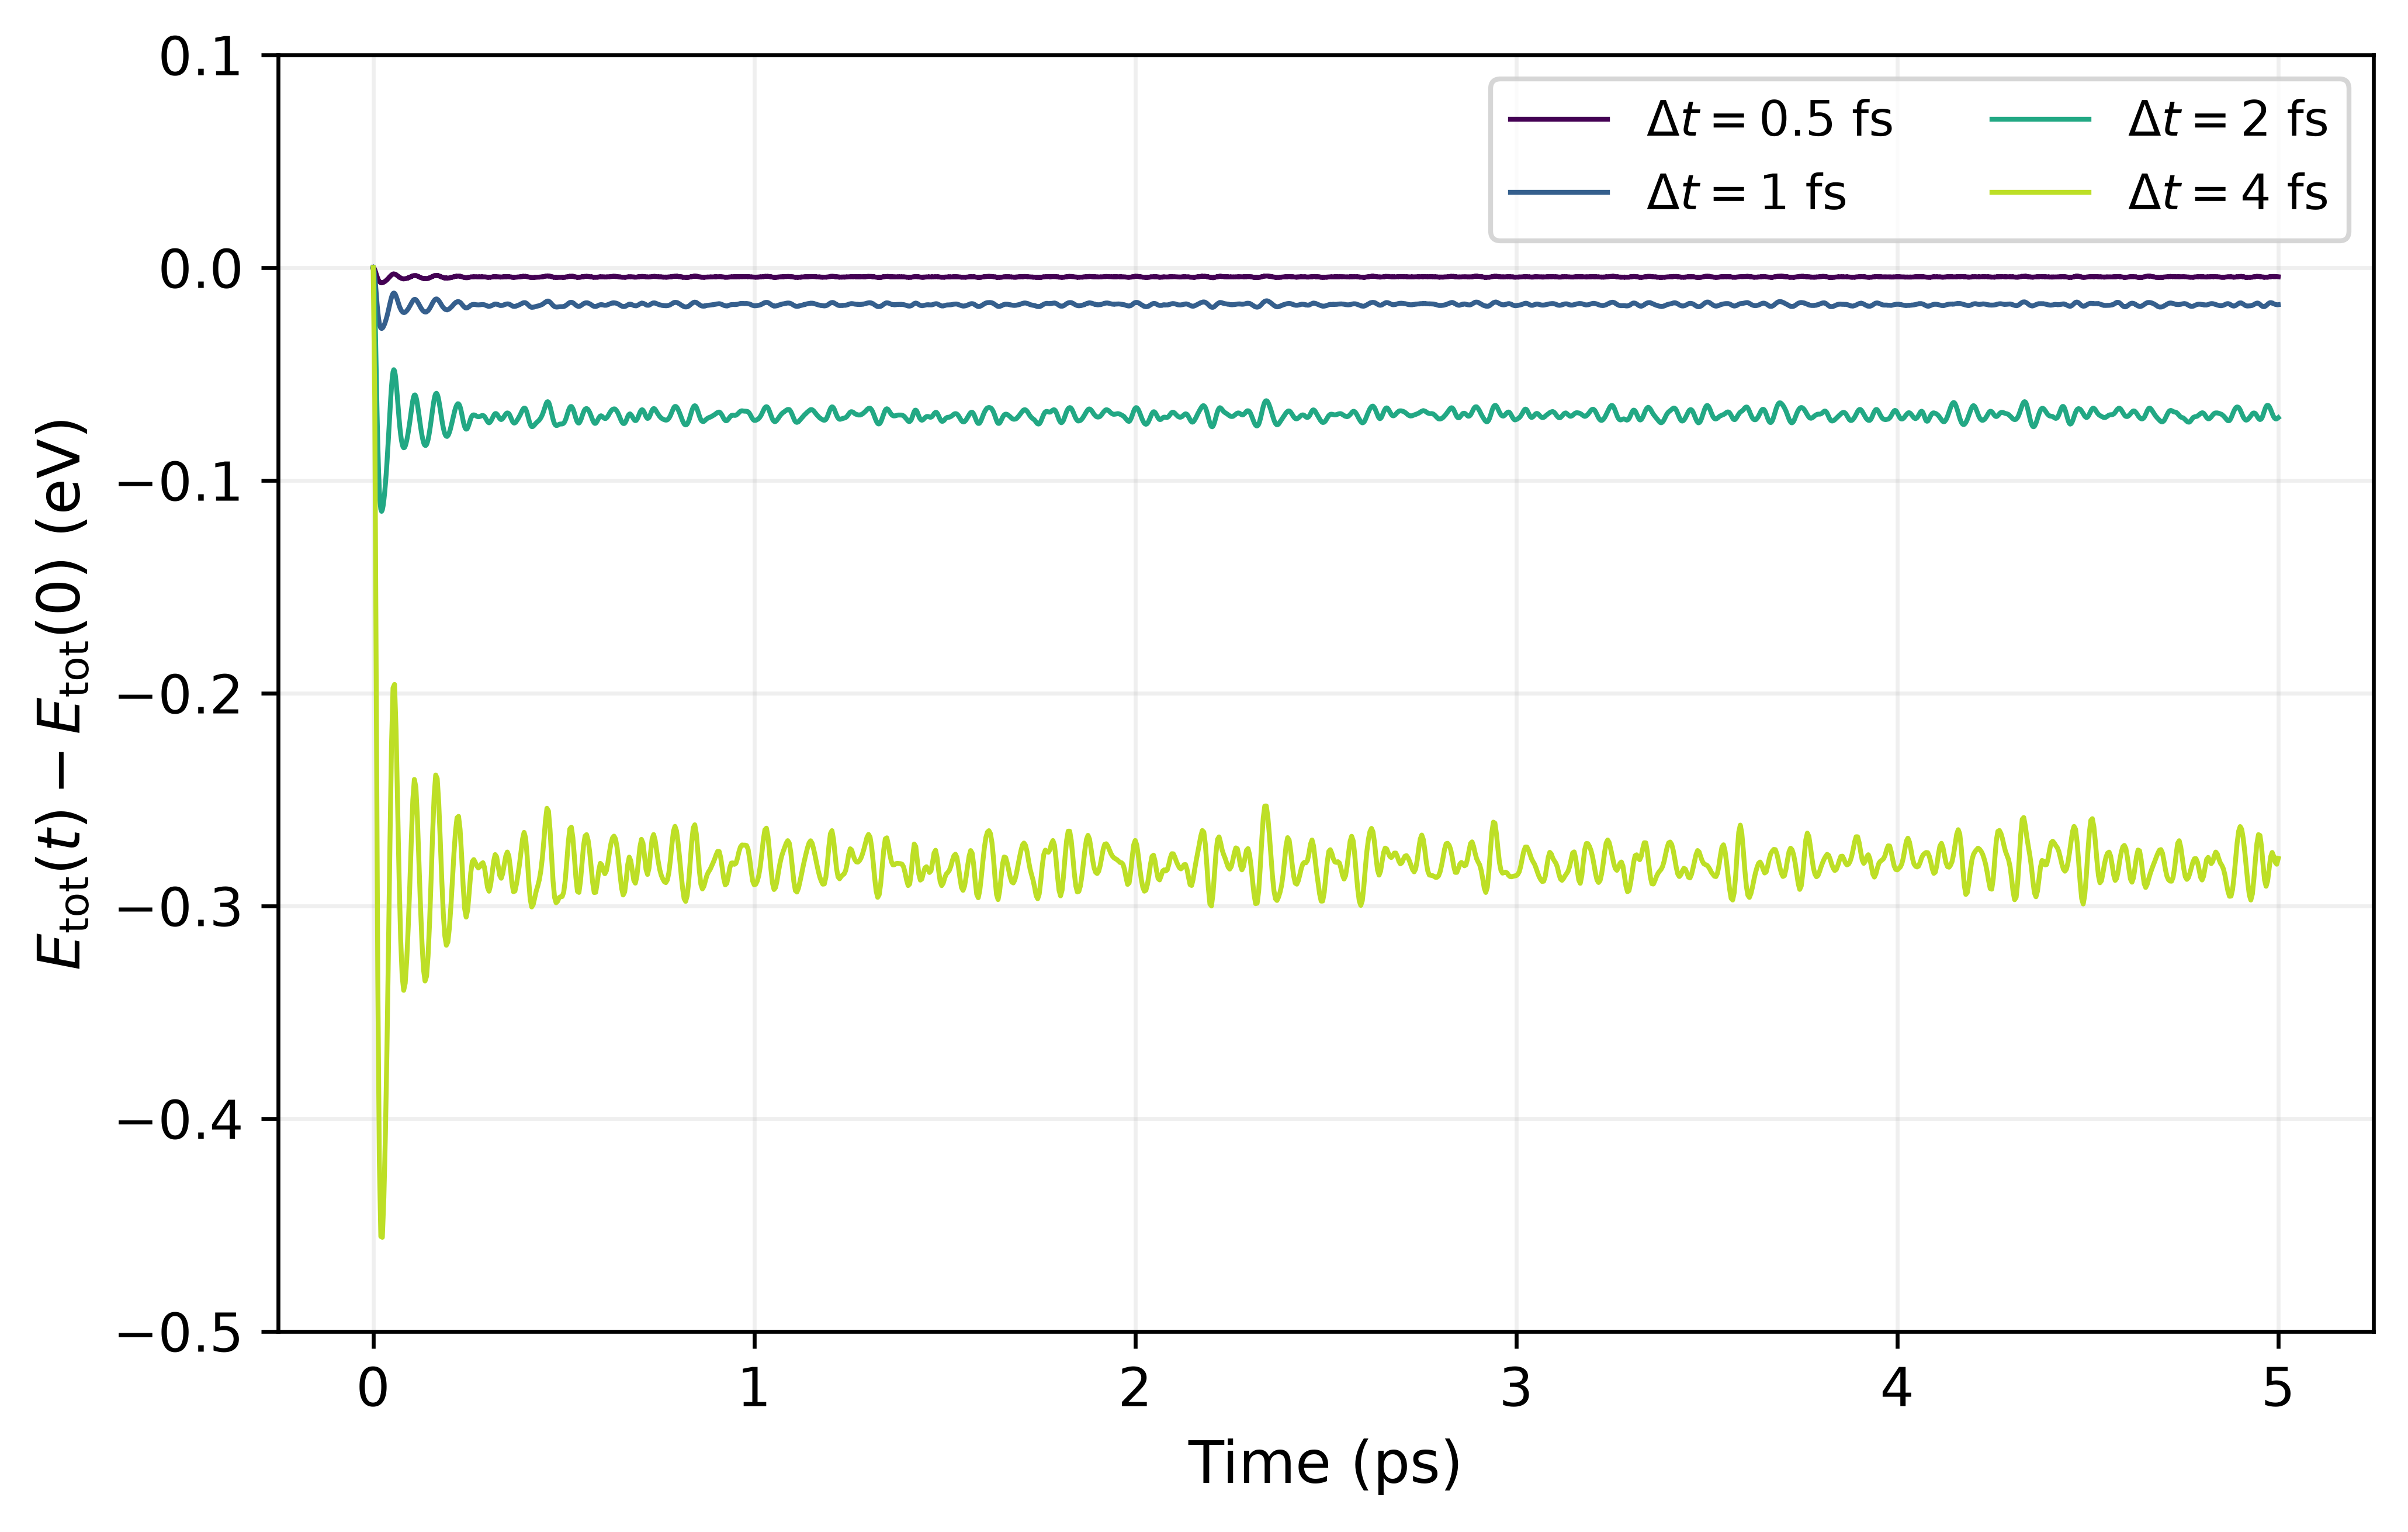 0.1
0.0
−0.1
−0.2
−0.3
−0.4
−0.5
E_tot(t) − E_tot(0) (eV)
Δt = 0.5 fs
Δt = 1 fs
Δt = 2 fs
Δt = 4 fs
0 1 2 3 4 5
Time (ps)